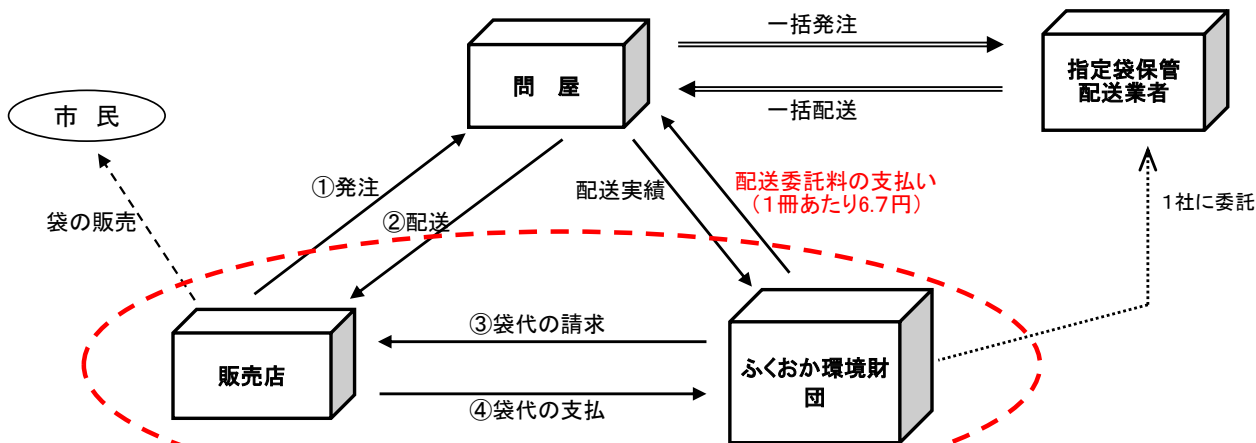 一括発注
問　屋
指定袋保管
配送業者
一括配送
市　民
①発注
配送実績
配送委託料の支払い
（１冊あたり6.7円）
１社に委託
袋の販売
②配送
③袋代の請求
販売店
ふくおか環境財
団
④袋代の支払